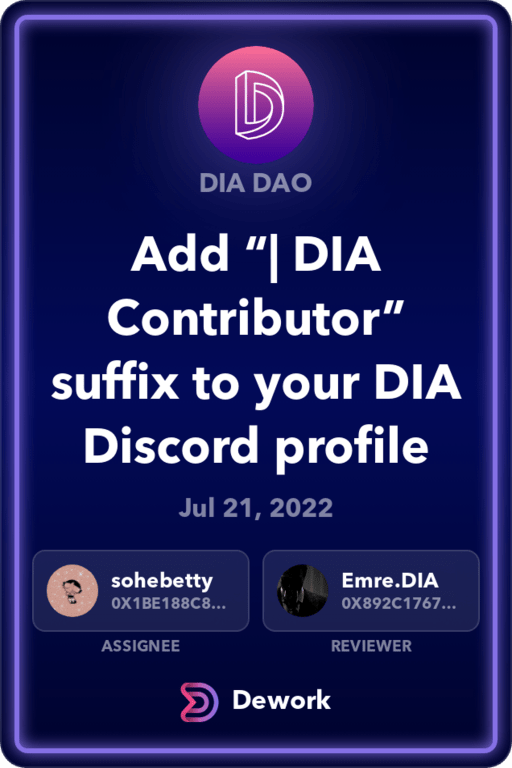 DIA DAO
Add “| DIA
Contributor”
suffix to your DIA
Discord profile
Jul 21, 2022
sohebetty
0X1BE188C8...
ASSIGNEE
Emre.DIA
0X892C1767...
REVIEWER
Dework